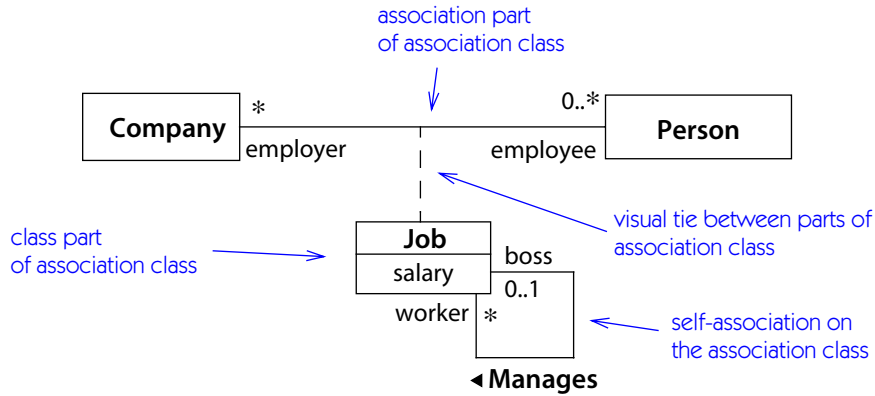 association part
of association class
*
0..*
Company
Person
employer
employee
visual tie between parts of
association class
class part
of association class
Job
boss
salary
0..1
worker
*
self-association on
the association class
◄Manages